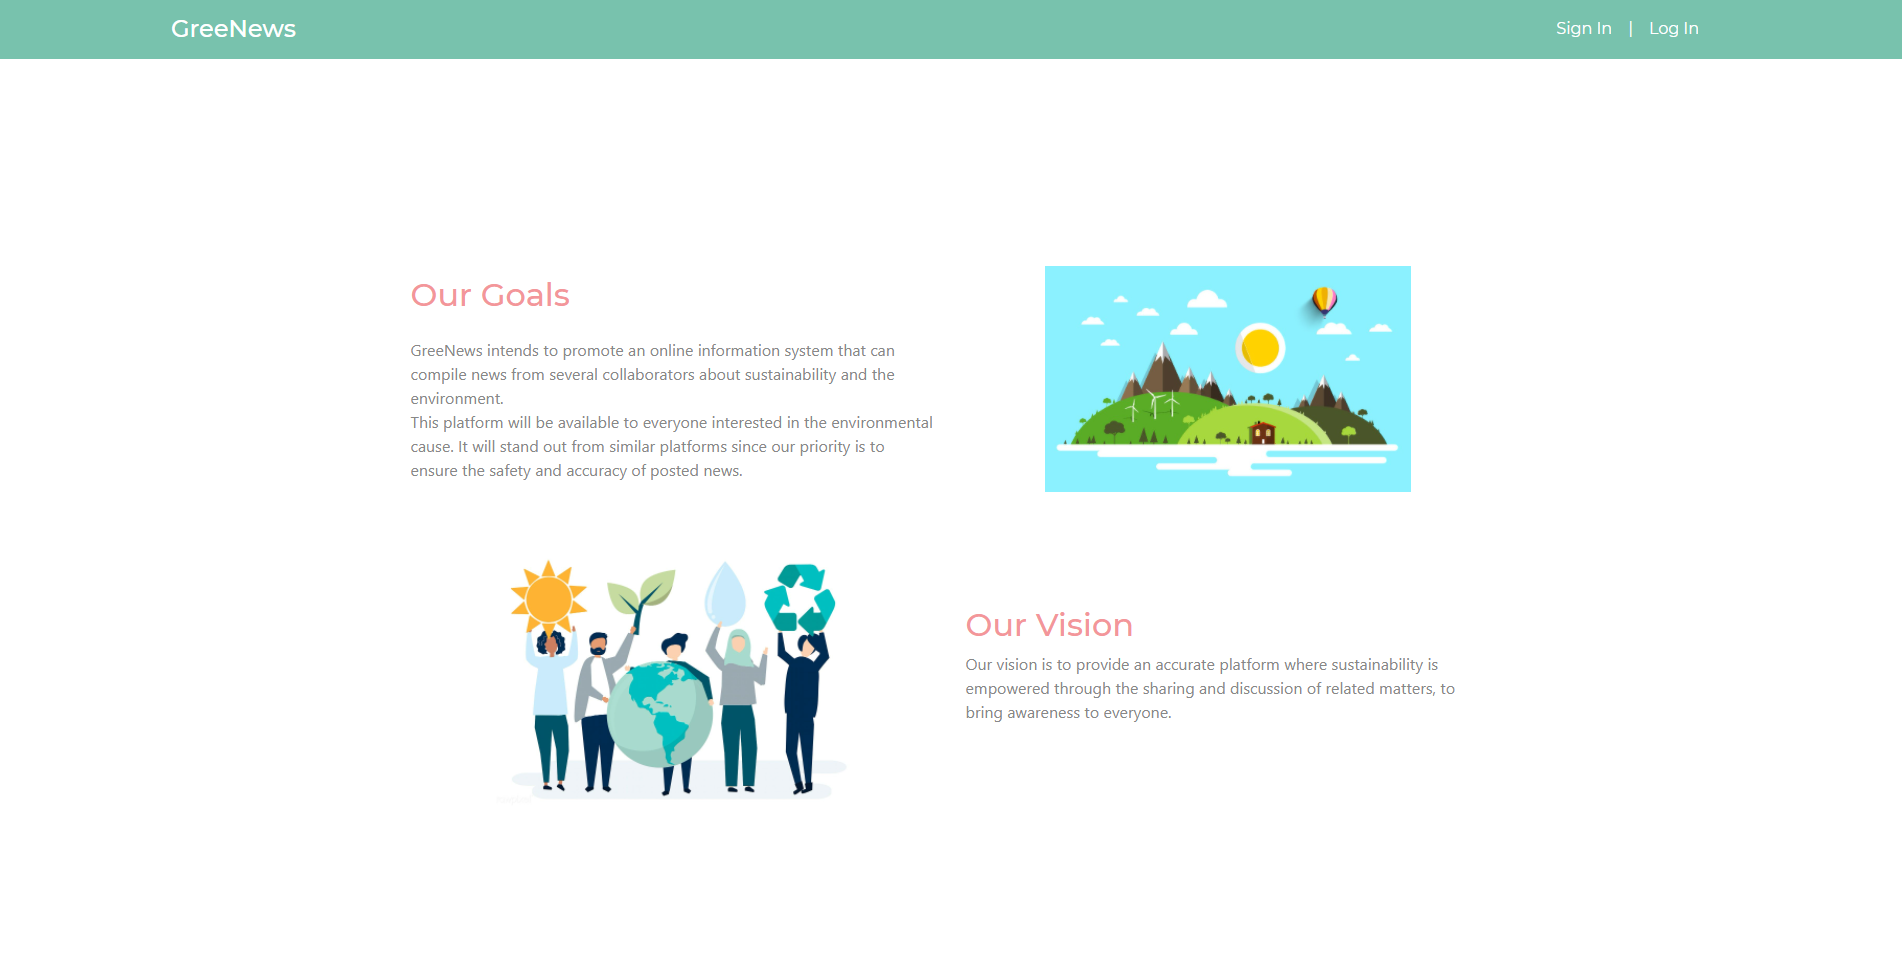 GreeNews
Sign In | Log In
Our Goals
GreeNews intends to promote an online information system that can
compile news from several collaborators about sustainability and the
environment.
This platform will be available to everyone interested in the environmental
cause. It will stand out from similar platforms since our priority is to
ensure the safety and accuracy of posted news.
Our Vision
Our vision is to provide an accurate platform where sustainability is
empowered through the sharing and discussion of related matters, to
bring awareness to everyone.